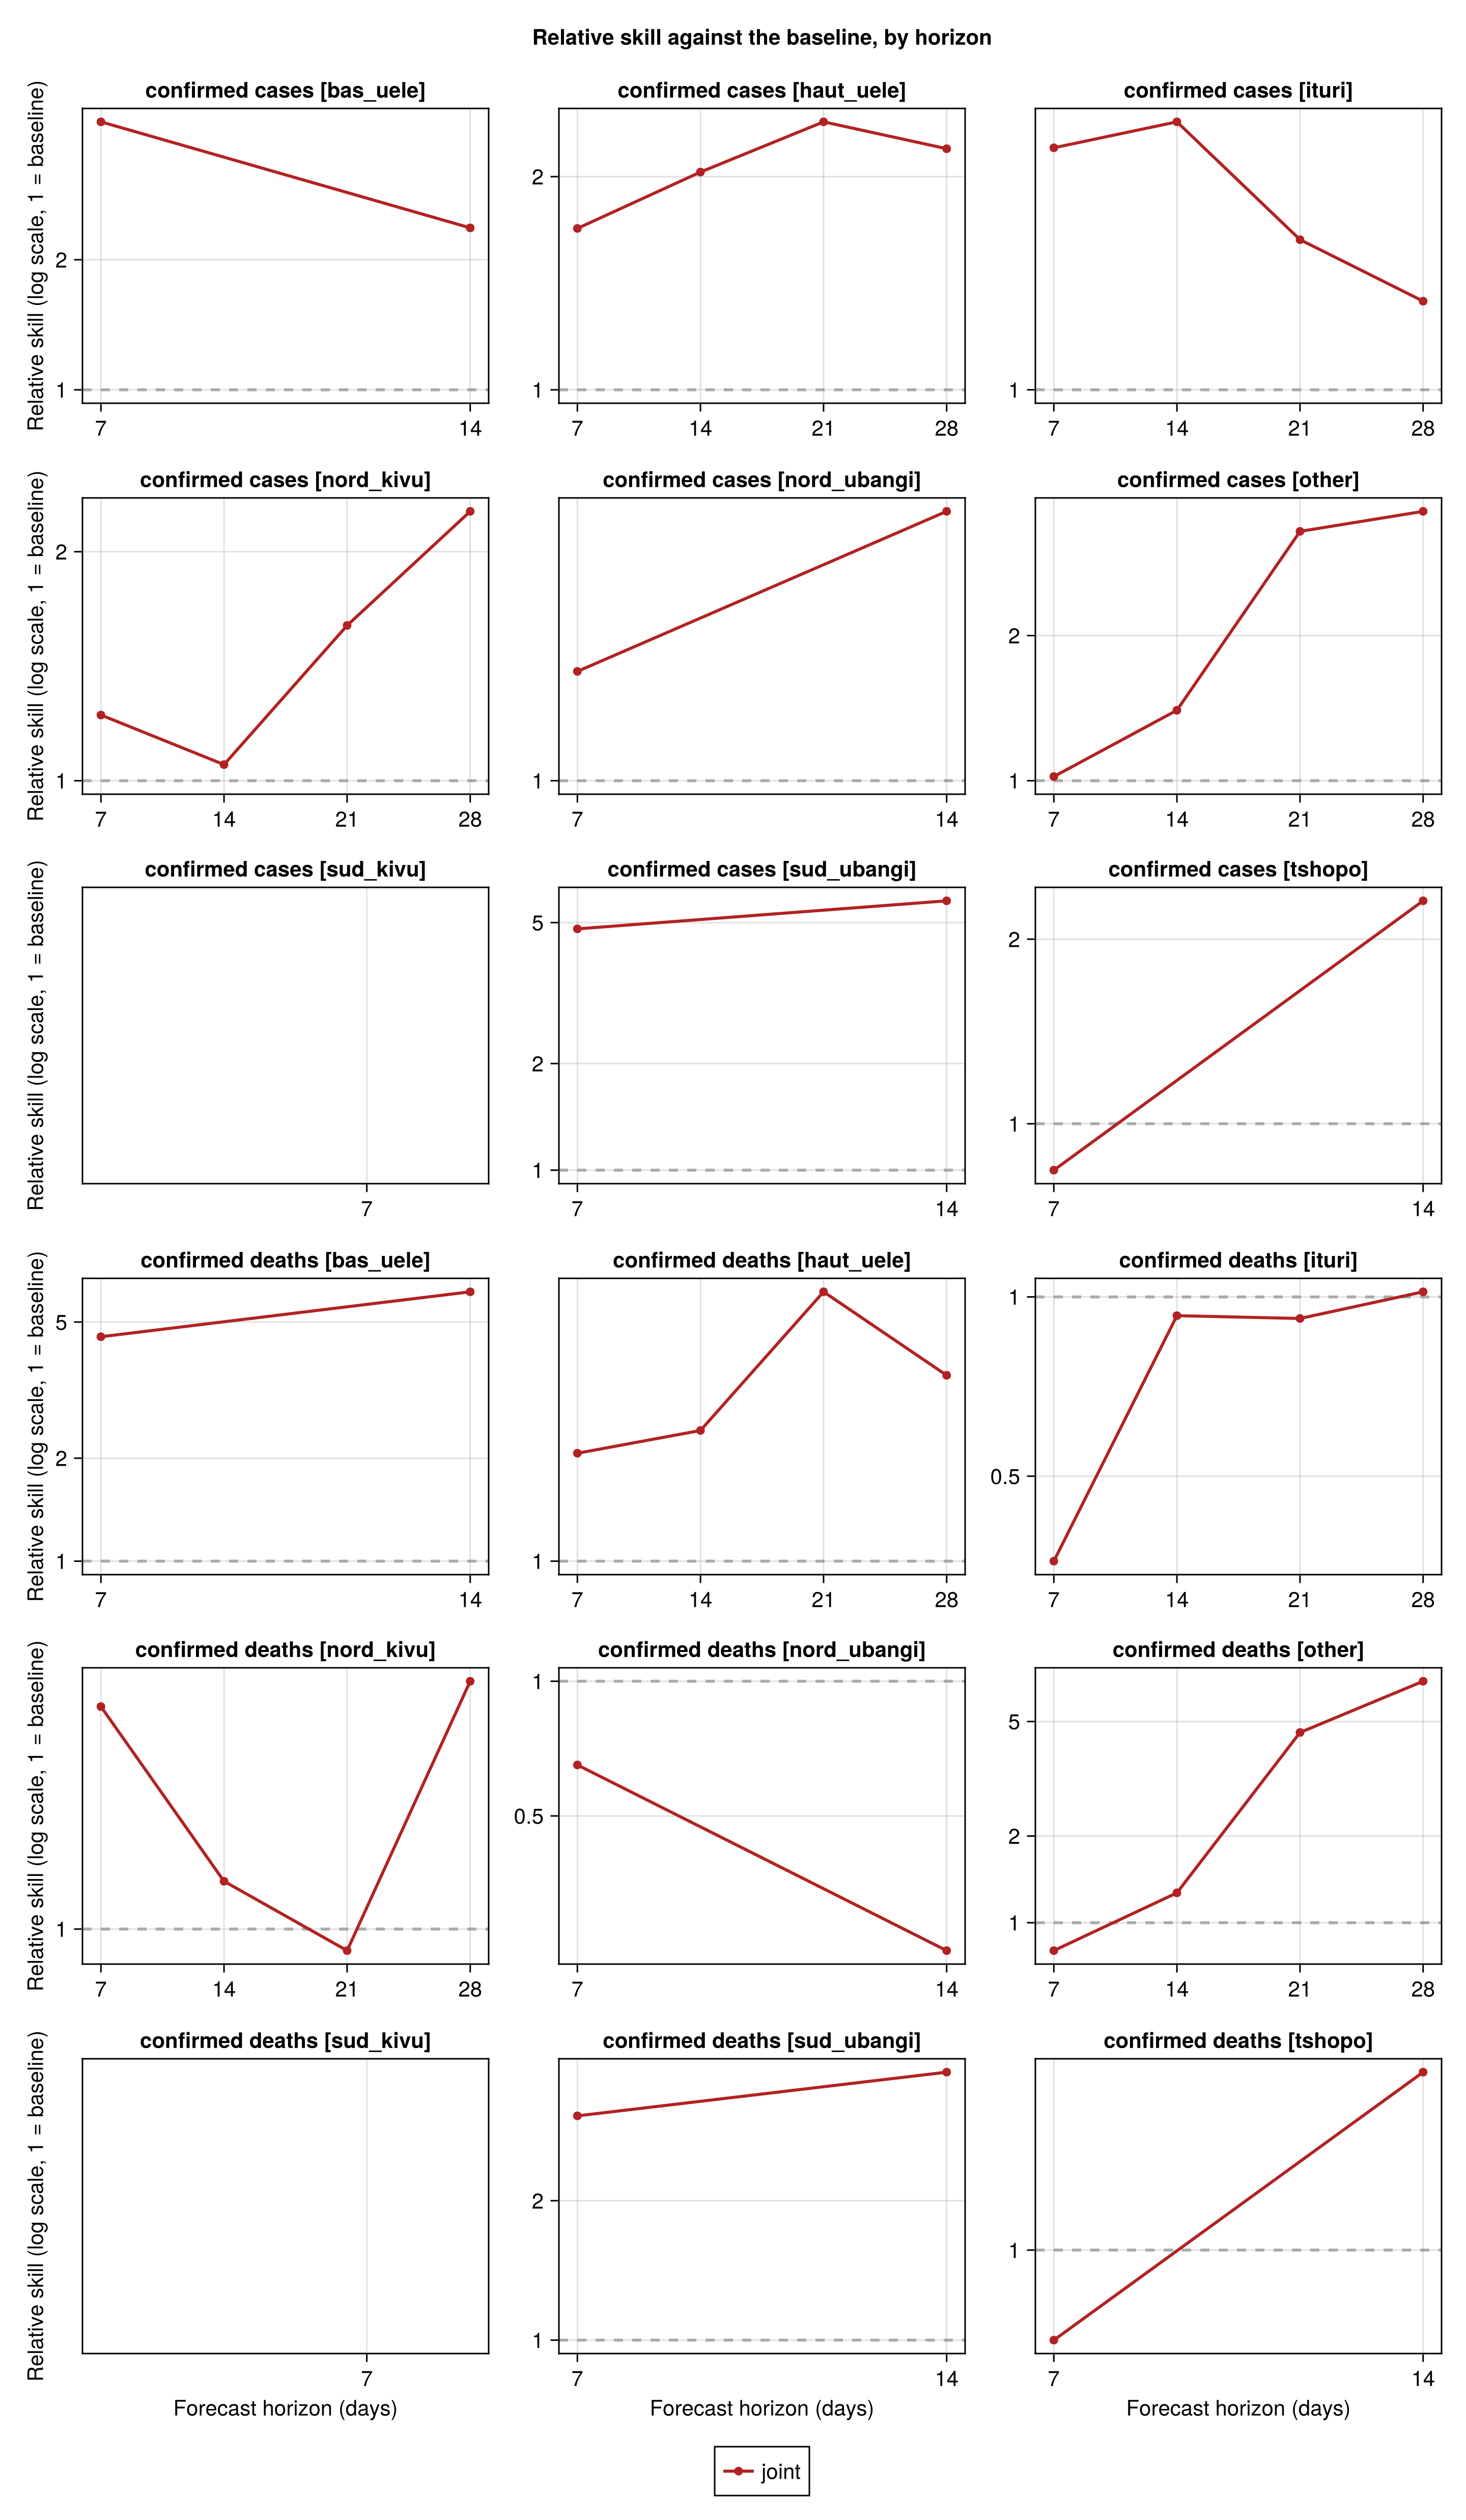 Relative skill against the baseline, by horizon
confirmed cases [bas_uele]
confirmed cases [haut_uele]
confirmed cases [ituri]
Relative skill (log scale, 1 = baseline)
2
1
7 14
2
1
7 14 21 28
1
7 14 21 28
confirmed cases [nord_kivu]
confirmed cases [nord_ubangi]
confirmed cases [other]
Relative skill (log scale, 1 = baseline)
2
1
7 14 21 28
1
7 14
2
1
7 14 21 28
confirmed cases [sud_kivu]
confirmed cases [sud_ubangi]
confirmed cases [tshopo]
Relative skill (log scale, 1 = baseline)
7
5
2
1
7 14
2
1
7 14
confirmed deaths [bas_uele]
confirmed deaths [haut_uele]
confirmed deaths [ituri]
Relative skill (log scale, 1 = baseline)
5
2
1
7 14
1
7 14 21 28
1
0.5
7 14 21 28
confirmed deaths [nord_kivu]
confirmed deaths [nord_ubangi]
confirmed deaths [other]
Relative skill (log scale, 1 = baseline)
1
7 14 21 28
1
0.5
7 14
5
2
1
7 14 21 28
confirmed deaths [sud_kivu]
confirmed deaths [sud_ubangi]
confirmed deaths [tshopo]
Relative skill (log scale, 1 = baseline)
7
Forecast horizon (days)
2
1
7 14
Forecast horizon (days)
1
7 14
Forecast horizon (days)
joint